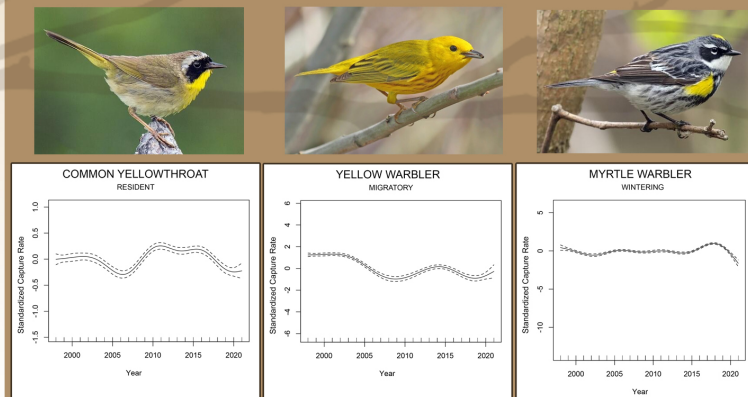 COMMON YELLOWTHROAT
RESIDENT
Standardized Capture Rate
1.0
0.5
0.0
-0.5
-1.0
-1.5
2000 2005 2010 2015 2020
Year
YELLOW WARBLER
MIGRATORY
Standardized Capture Rate
6
4
2
0
-2
-4
-6
2000 2005 2010 2015 2020
Year
MYRTLE WARBLER
WINTERING
Standardized Capture Rate
5
0
-5
-10
2000 2005 2010 2015 2020
Year